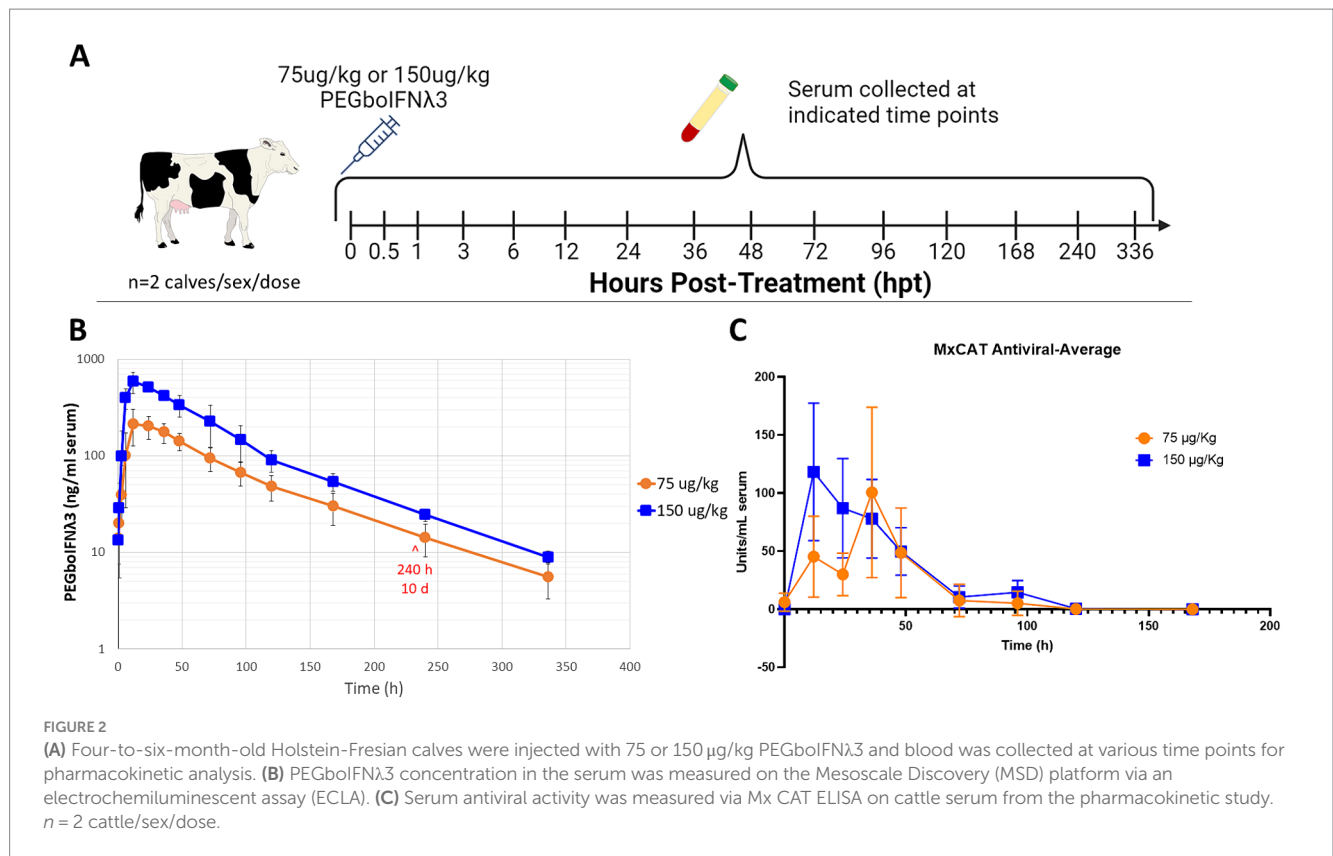 A
75ug/kg or 150ug/kg
PEGboIFNλ3
Serum collected at
indicated time points
n=2 calves/sex/dose
0 0.5 1 3 6 12 24 36 48 72 96 120 168 240 336
Hours Post-Treatment (hpt)
B
PEGboIFNλ3 (ng/ml serum)
1000
100
10
1
0 50 100 150 200 250 300 350 400
Time (h)
^
240 h
10 d
75 ug/kg
150 ug/kg
C
MxCAT Antiviral-Average
Units/mL serum
200
150
100
50
0
-50
50 100 150 200
Time (h)
75 µg/Kg
150 µg/Kg
FIGURE 2
(A) Four-to-six-month-old Holstein-Fresian calves were injected with 75 or 150 µg/kg PEGboIFNλ3 and blood was collected at various time points for
pharmacokinetic analysis. (B) PEGboIFNλ3 concentration in the serum was measured on the Mesoscale Discovery (MSD) platform via an
electrochemiluminescent assay (ECLA). (C) Serum antiviral activity was measured via Mx CAT ELISA on cattle serum from the pharmacokinetic study.
n = 2 cattle/sex/dose.